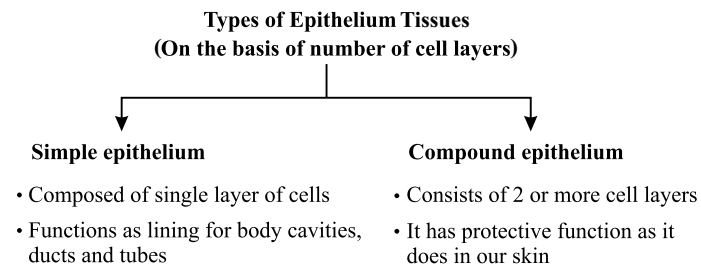 Types of Epithelium Tissues
(On the basis of number of cell layers)
Simple epithelium
• Composed of single layer of cells
• Functions as lining for body cavities,
ducts and tubes
Compound epithelium
• Consists of 2 or more cell layers
• It has protective function as it
does in our skin